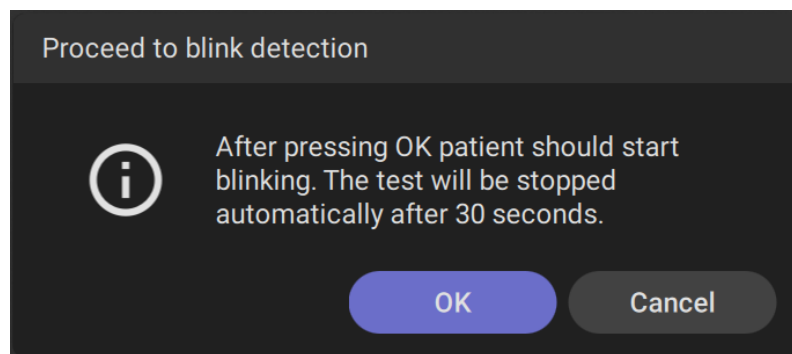 Proceed to blink detection
After pressing OK patient should start
blinking. The test will be stopped
automatically after 30 seconds.
OK
Cancel